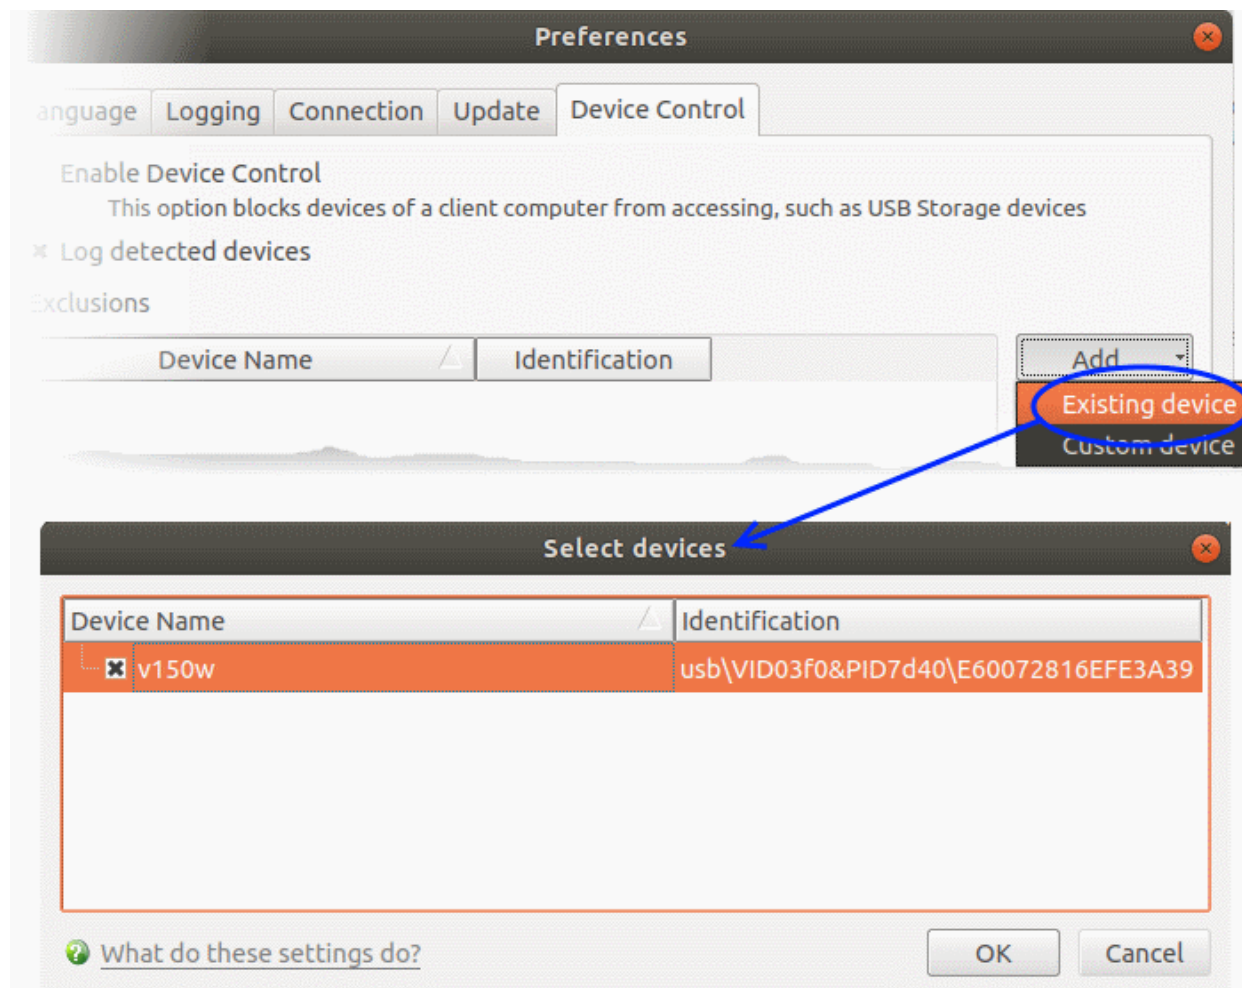 Preferences
anguage Logging Connection Update Device Control
Enable Device Control
This option blocks devices of a client computer from accessing, such as USB Storage devices
Log detected devices
Exclusions
Device Name Identification Add
Existing device
Custom device
Select devices
Device Name Identification
v150w usb\VID03f0&PID7d40\E60072816EFE3A39
What do these settings do? OK Cancel